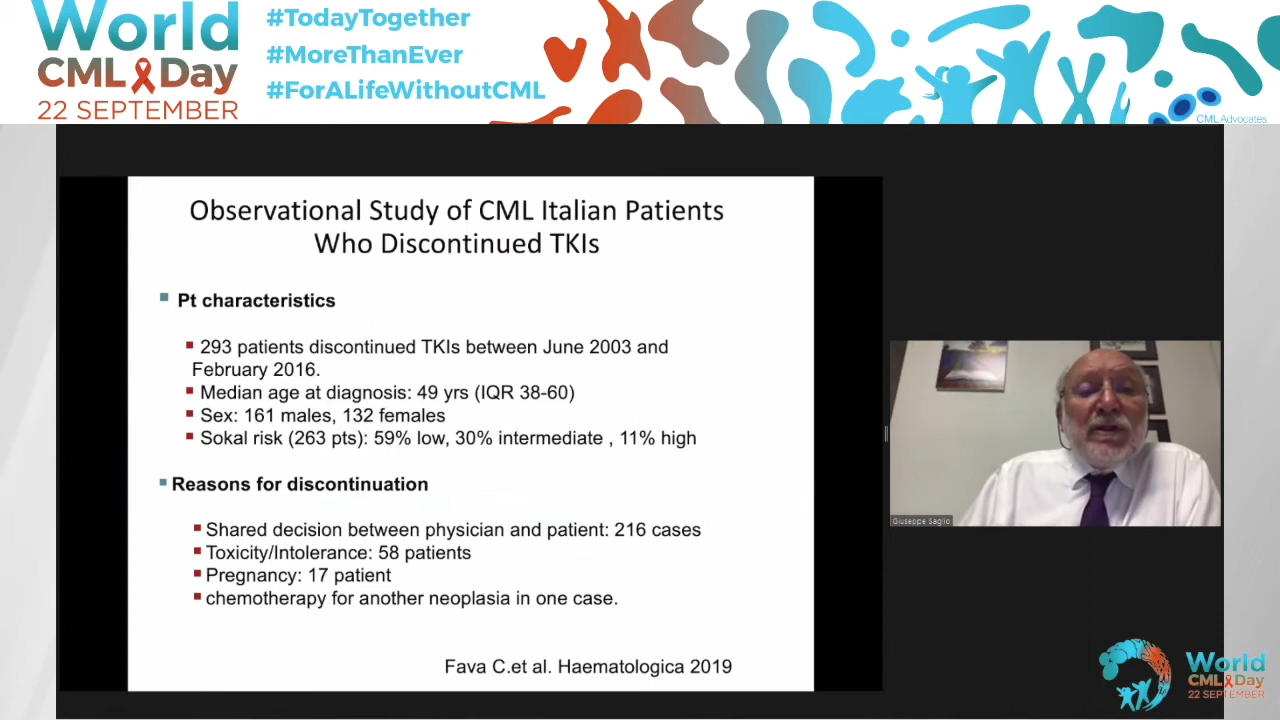 World
CML Day
22 SEPTEMBER
#TodayTogether
#MoreThanEver
#ForALifeWithoutCML
CML Advocates
Observational Study of CML Italian Patients
Who Discontinued TKIs
Pt characteristics
293 patients discontinued TKIs between June 2003 and
February 2016.
Median age at diagnosis: 49 yrs (IQR 38-60)
Sex: 161 males, 132 females
Sokal risk (263 pts): 59% low, 30% intermediate , 11% high
Reasons for discontinuation
Shared decision between physician and patient: 216 cases
Toxicity/Intolerance: 58 patients
Pregnancy: 17 patient
chemotherapy for another neoplasia in one case.
Fava C.et al. Haematologica 2019
Giuseppe Saglio
World
CML Day
22 SEPTEMBER